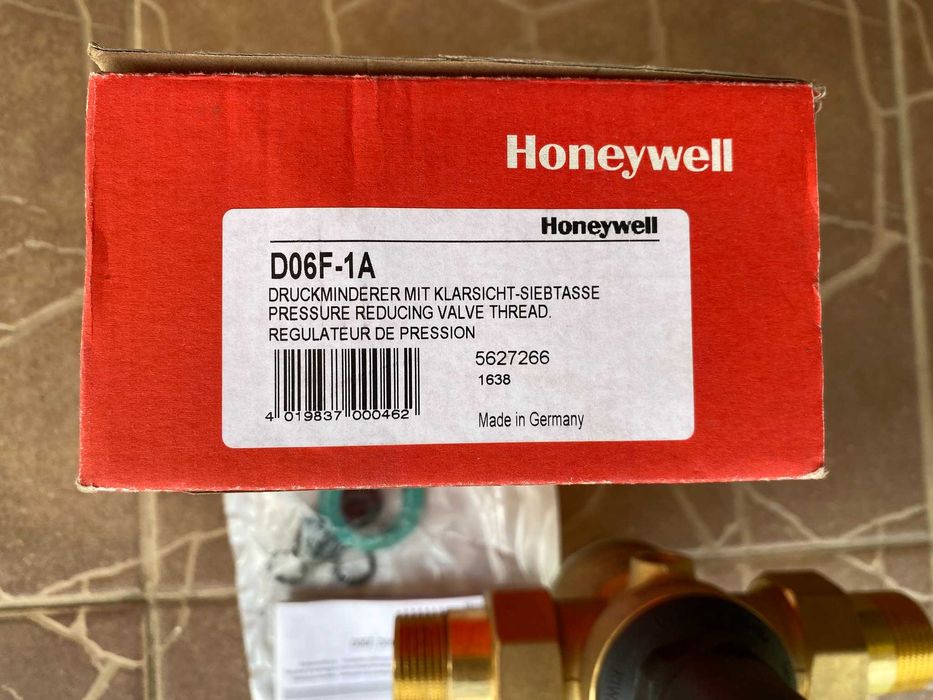 Honeywell
Honeywell
D06F-1A
DRUCKMINDERER MIT KLARSICHT-SIEBTASSE
PRESSURE REDUCING VALVE THREAD.
REGULATEUR DE PRESSION
5627266
1638
4 019837 000462
Made in Germany